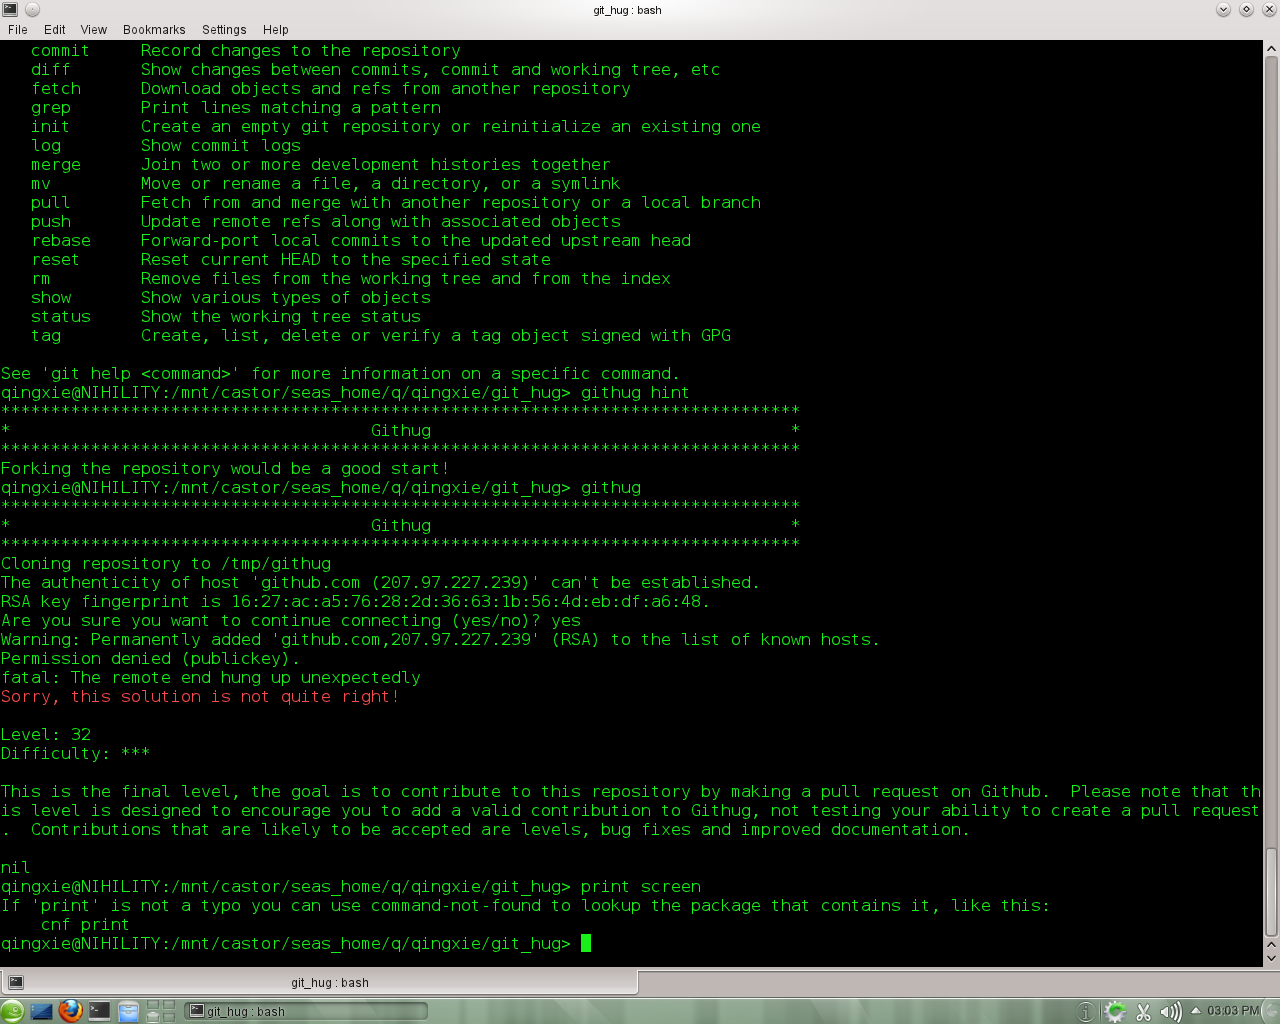 git_hug : bash
File Edit View Bookmarks Settings Help
commit Record changes to the repository
diff Show changes between commits, commit and working tree, etc
fetch Download objects and refs from another repository
grep Print lines matching a pattern
init Create an empty git repository or reinitialize an existing one
log Show commit logs
merge Join two or more development histories together
mv Move or rename a file, a directory, or a symlink
pull Fetch from and merge with another repository or a local branch
push Update remote refs along with associated objects
rebase Forward-port local commits to the updated upstream head
reset Reset current HEAD to the specified state
rm Remove files from the working tree and from the index
show Show various types of objects
status Show the working tree status
tag Create, list, delete or verify a tag object signed with GPG
See 'git help <command>' for more information on a specific command.
qingxie@NIHILITY:/mnt/castor/seas_home/q/qingxie/git_hug> githug hint
********************************************************************************
* Githug *
********************************************************************************
Forking the repository would be a good start!
qingxie@NIHILITY:/mnt/castor/seas_home/q/qingxie/git_hug> githug
********************************************************************************
* Githug *
********************************************************************************
Cloning repository to /tmp/githug
The authenticity of host 'github.com (207.97.227.239)' can't be established.
RSA key fingerprint is 16:27:ac:a5:76:28:2d:36:63:1b:56:4d:eb:df:a6:48.
Are you sure you want to continue connecting (yes/no)? yes
Warning: Permanently added 'github.com,207.97.227.239' (RSA) to the list of known hosts.
Permission denied (publickey).
fatal: The remote end hung up unexpectedly
Sorry, this solution is not quite right!
Level: 32
Difficulty: ***
This is the final level, the goal is to contribute to this repository by making a pull request on Github.  Please note that th
is level is designed to encourage you to add a valid contribution to Githug, not testing your ability to create a pull request
.  Contributions that are likely to be accepted are levels, bug fixes and improved documentation.
nil
qingxie@NIHILITY:/mnt/castor/seas_home/q/qingxie/git_hug> print screen
If 'print' is not a typo you can use command-not-found to lookup the package that contains it, like this:
cnf print
qingxie@NIHILITY:/mnt/castor/seas_home/q/qingxie/git_hug>
git_hug : bash
git_hug : bash
03:03 PM